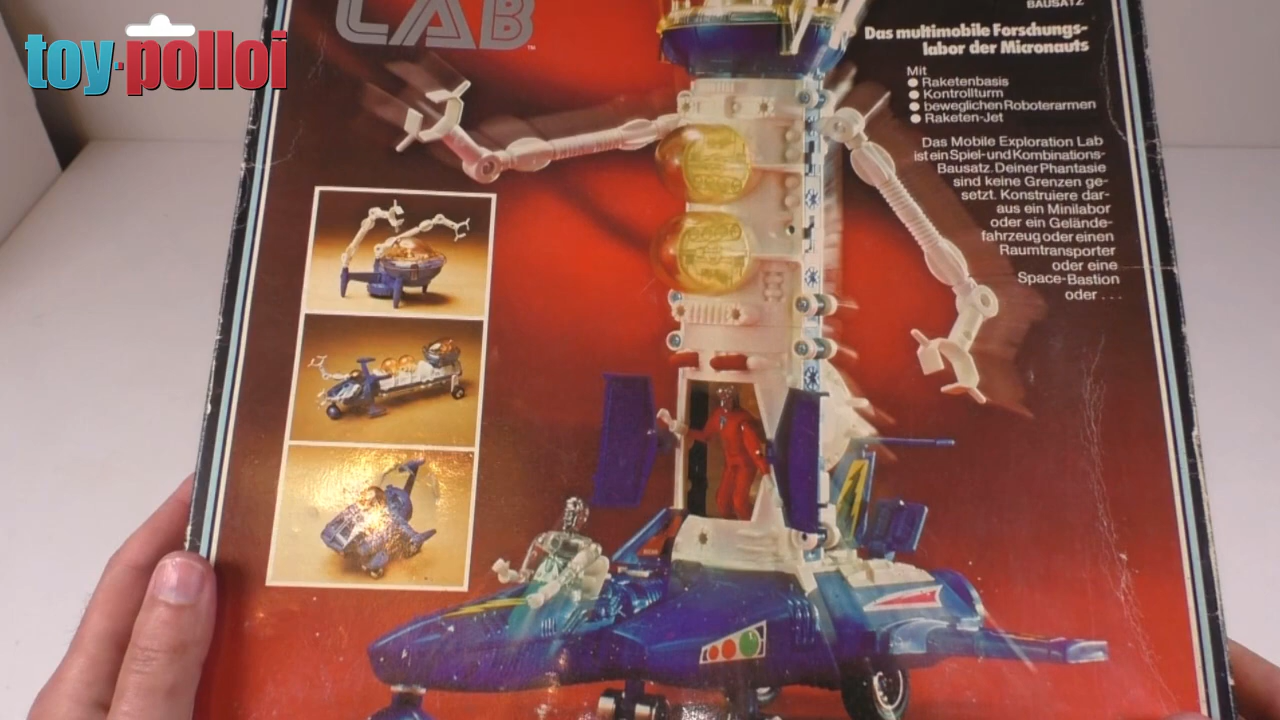 toy-polloi
LAB
TM
BAUSATZ
Das multimobile Forschungs-
labor der Micronauts
Mit
● Raketenbasis
● Kontrollturm
● beweglichen Roboterarmen
● Raketen-Jet
Das Mobile Exploration Lab
ist ein Spiel- und Kombinations-
Bausatz. Deiner Phantasie
sind keine Grenzen ge-
setzt. Konstruiere dar-
aus ein Minilabor
oder ein Gelände-
fahrzeug oder einen
Raumtransporter
oder eine
Space-Bastion
oder . . .